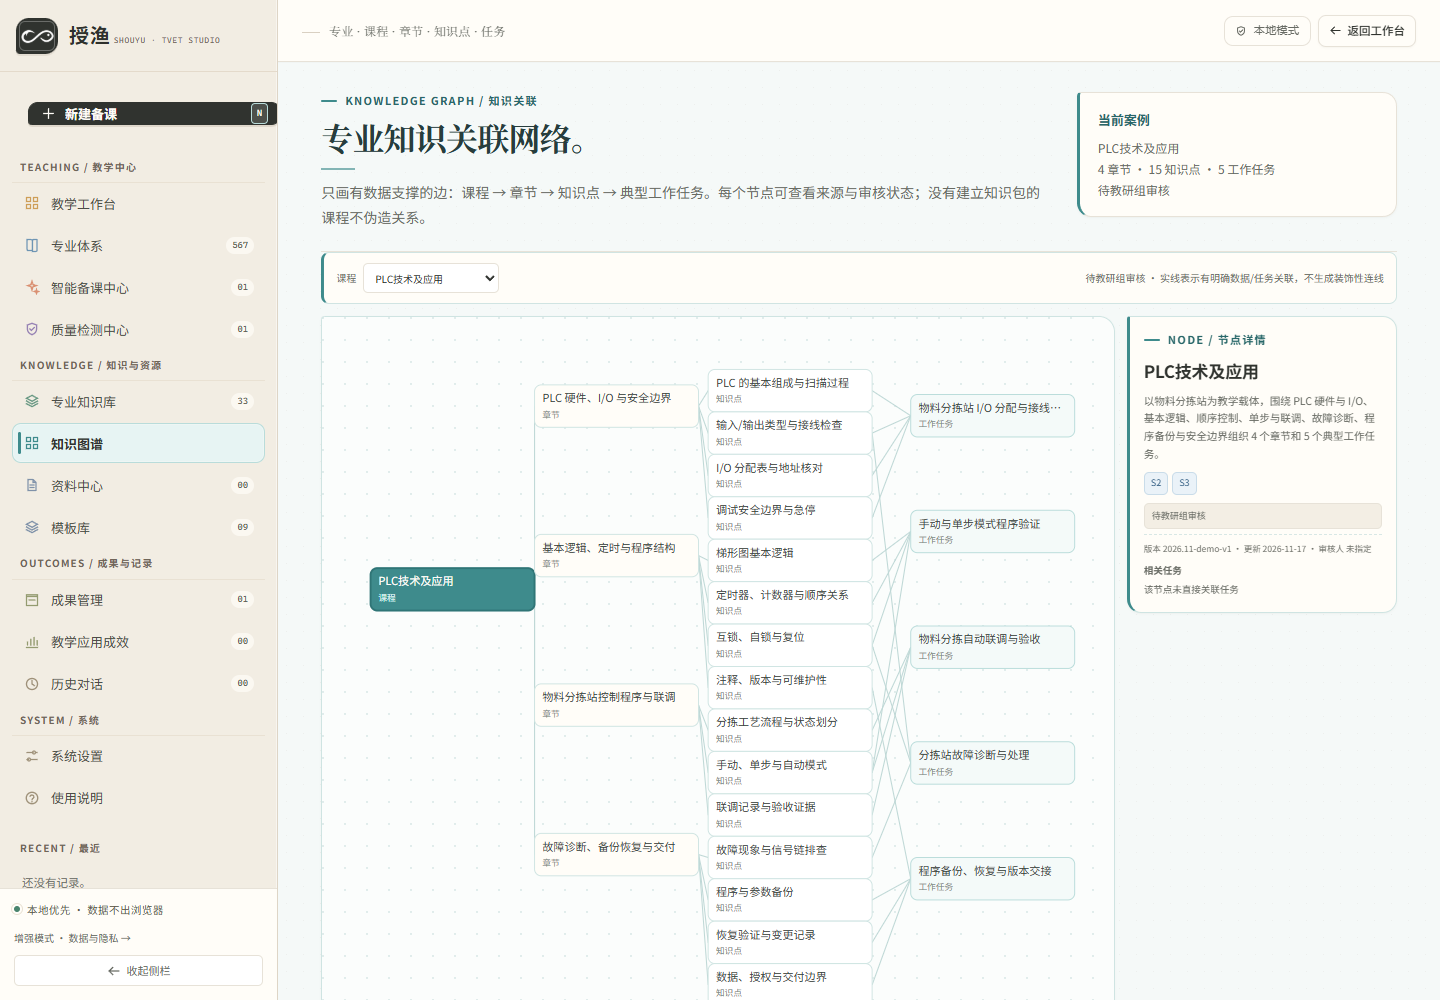 授渔 SHOUYU · TVET STUDIO
新建备课 N
TEACHING / 教学中心
教学工作台
专业体系 567
智能备课中心 01
质量检测中心 01
KNOWLEDGE / 知识与资源
专业知识库 33
知识图谱
资料中心 00
模板库 09
OUTCOMES / 成果与记录
成果管理 01
教学应用成效 00
历史对话 00
SYSTEM / 系统
系统设置
使用说明
RECENT / 最近
还没有记录。
本地优先 · 数据不出浏览器
增强模式 · 数据与隐私 →
← 收起侧栏
专业 · 课程 · 章节 · 知识点 · 任务
本地模式
← 返回工作台
KNOWLEDGE GRAPH / 知识关联
专业知识关联网络。
只画有数据支撑的边：课程 → 章节 → 知识点 → 典型工作任务。每个节点可查看来源与审核状态；没有建立知识包的
课程不伪造关系。
当前案例
PLC技术及应用
4 章节 · 15 知识点 · 5 工作任务
待教研组审核
课程 PLC技术及应用
待教研组审核 · 实线表示有明确数据/任务关联，不生成装饰性连线
PLC技术及应用
课程
PLC 硬件、I/O 与安全边界
章节
基本逻辑、定时与程序结构
章节
物料分拣站控制程序与联调
章节
故障诊断、备份恢复与交付
章节
PLC 的基本组成与扫描过程
知识点
输入/输出类型与接线检查
知识点
I/O 分配表与地址核对
知识点
调试安全边界与急停
知识点
梯形图基本逻辑
知识点
定时器、计数器与顺序关系
知识点
互锁、自锁与复位
知识点
注释、版本与可维护性
知识点
分拣工艺流程与状态划分
知识点
手动、单步与自动模式
知识点
联调记录与验收证据
知识点
故障现象与信号链排查
知识点
程序与参数备份
知识点
恢复验证与变更记录
知识点
数据、授权与交付边界
知识点
物料分拣站 I/O 分配与接线…
工作任务
手动与单步模式程序验证
工作任务
物料分拣自动联调与验收
工作任务
分拣站故障诊断与处理
工作任务
程序备份、恢复与版本交接
工作任务
NODE / 节点详情
PLC技术及应用
以物料分拣站为教学载体，围绕 PLC 硬件与 I/O、
基本逻辑、顺序控制、单步与联调、故障诊断、程
序备份与安全边界组织 4 个章节和 5 个典型工作任
务。
S2 S3
待教研组审核
版本 2026.11-demo-v1 · 更新 2026-11-17 · 审核人 未指定
相关任务
该节点未直接关联任务